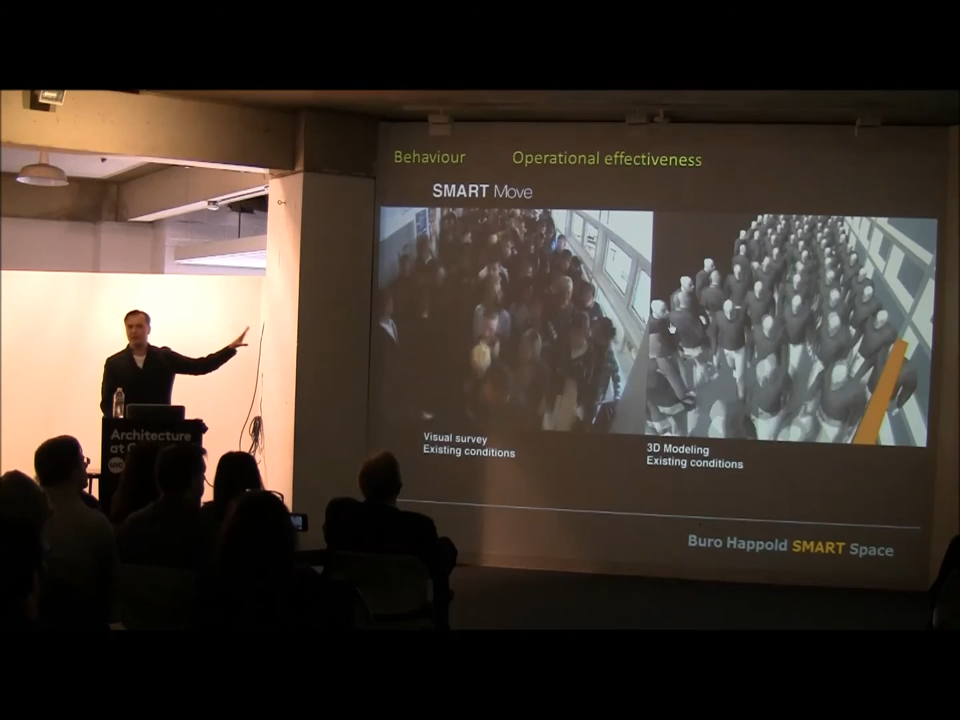 Behaviour Operational effectiveness
SMART Move
Visual survey
Existing conditions
3D Modeling
Existing conditions
Buro Happold SMART Space
Architecture
at